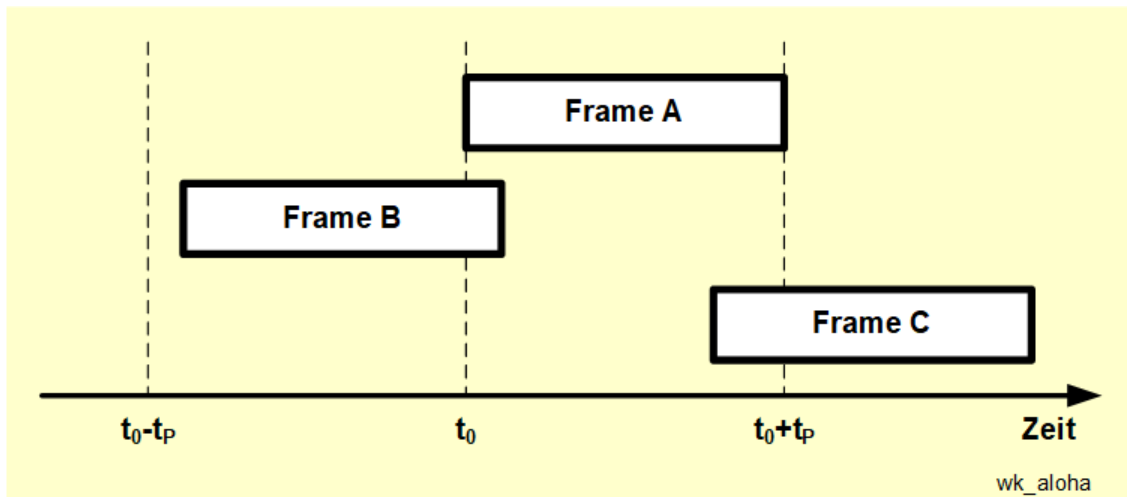 Frame A
Frame B
Frame C
t₀-tₚ t₀ t₀+tₚ Zeit
wk_aloha